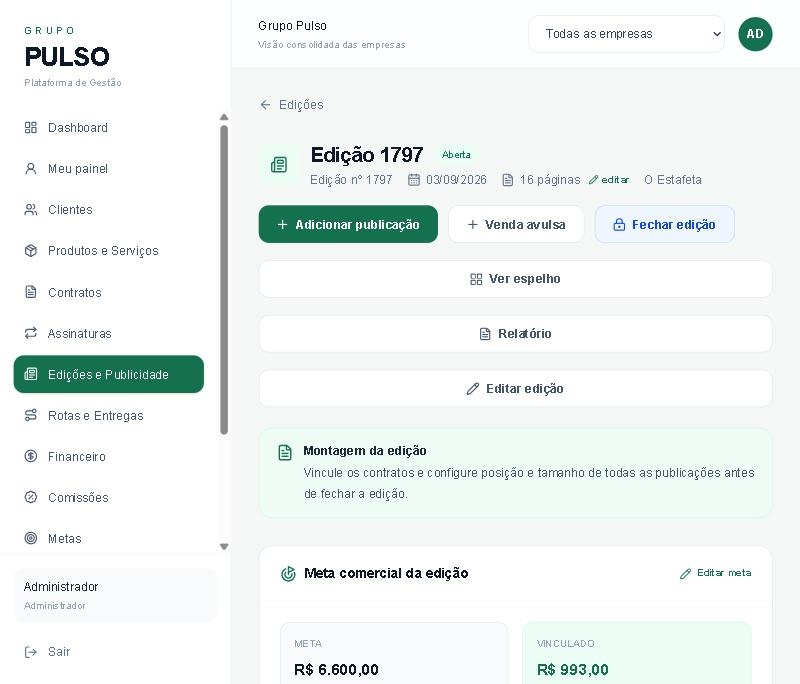 GRUPO
PULSO
Plataforma de Gestão
Dashboard
Meu painel
Clientes
Produtos e Serviços
Contratos
Assinaturas
Edições e Publicidade
Rotas e Entregas
Financeiro
Comissões
Metas
Administrador
Administrador
Sair
Grupo Pulso
Visão consolidada das empresas
Todas as empresas
AD
Edições
Edição 1797 Aberta
Edição nº 1797 03/09/2026 16 páginas editar O Estafeta
Adicionar publicação Venda avulsa Fechar edição
Ver espelho
Relatório
Editar edição
Montagem da edição
Vincule os contratos e configure posição e tamanho de todas as publicações antes
de fechar a edição.
Meta comercial da edição Editar meta
META
R$ 6.600,00
VINCULADO
R$ 993,00